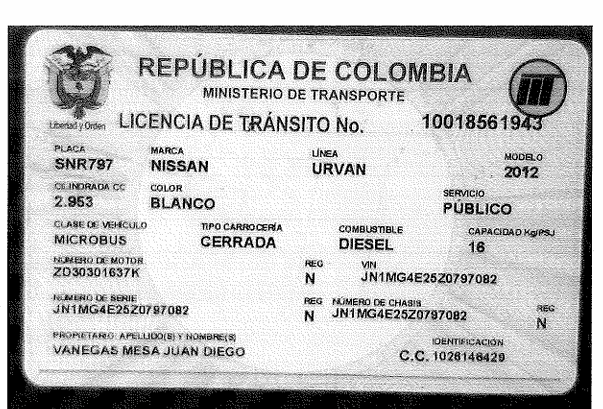 REPÚBLICA DE COLOMBIA
MINISTERIO DE TRANSPORTE
Libertad y Orden
LICENCIA DE TRÁNSITO No. 10018561943
PLACA MARCA LÍNEA MODELO
SNR797 NISSAN URVAN 2012
CILINDRADA CC COLOR SERVICIO
2.953 BLANCO PÚBLICO
CLASE DE VEHÍCULO TIPO CARROCERÍA COMBUSTIBLE CAPACIDAD Kg/PSJ
MICROBUS CERRADA DIESEL 16
NÚMERO DE MOTOR REG VIN
ZD30301637K N JN1MG4E25Z0797082
NÚMERO DE SERIE REG NÚMERO DE CHASIS REG
JN1MG4E25Z0797082 N JN1MG4E25Z0797082 N
PROPIETARIO: APELLIDO(S) Y NOMBRE(S) IDENTIFICACIÓN
VANEGAS MESA JUAN DIEGO C.C. 1026146429